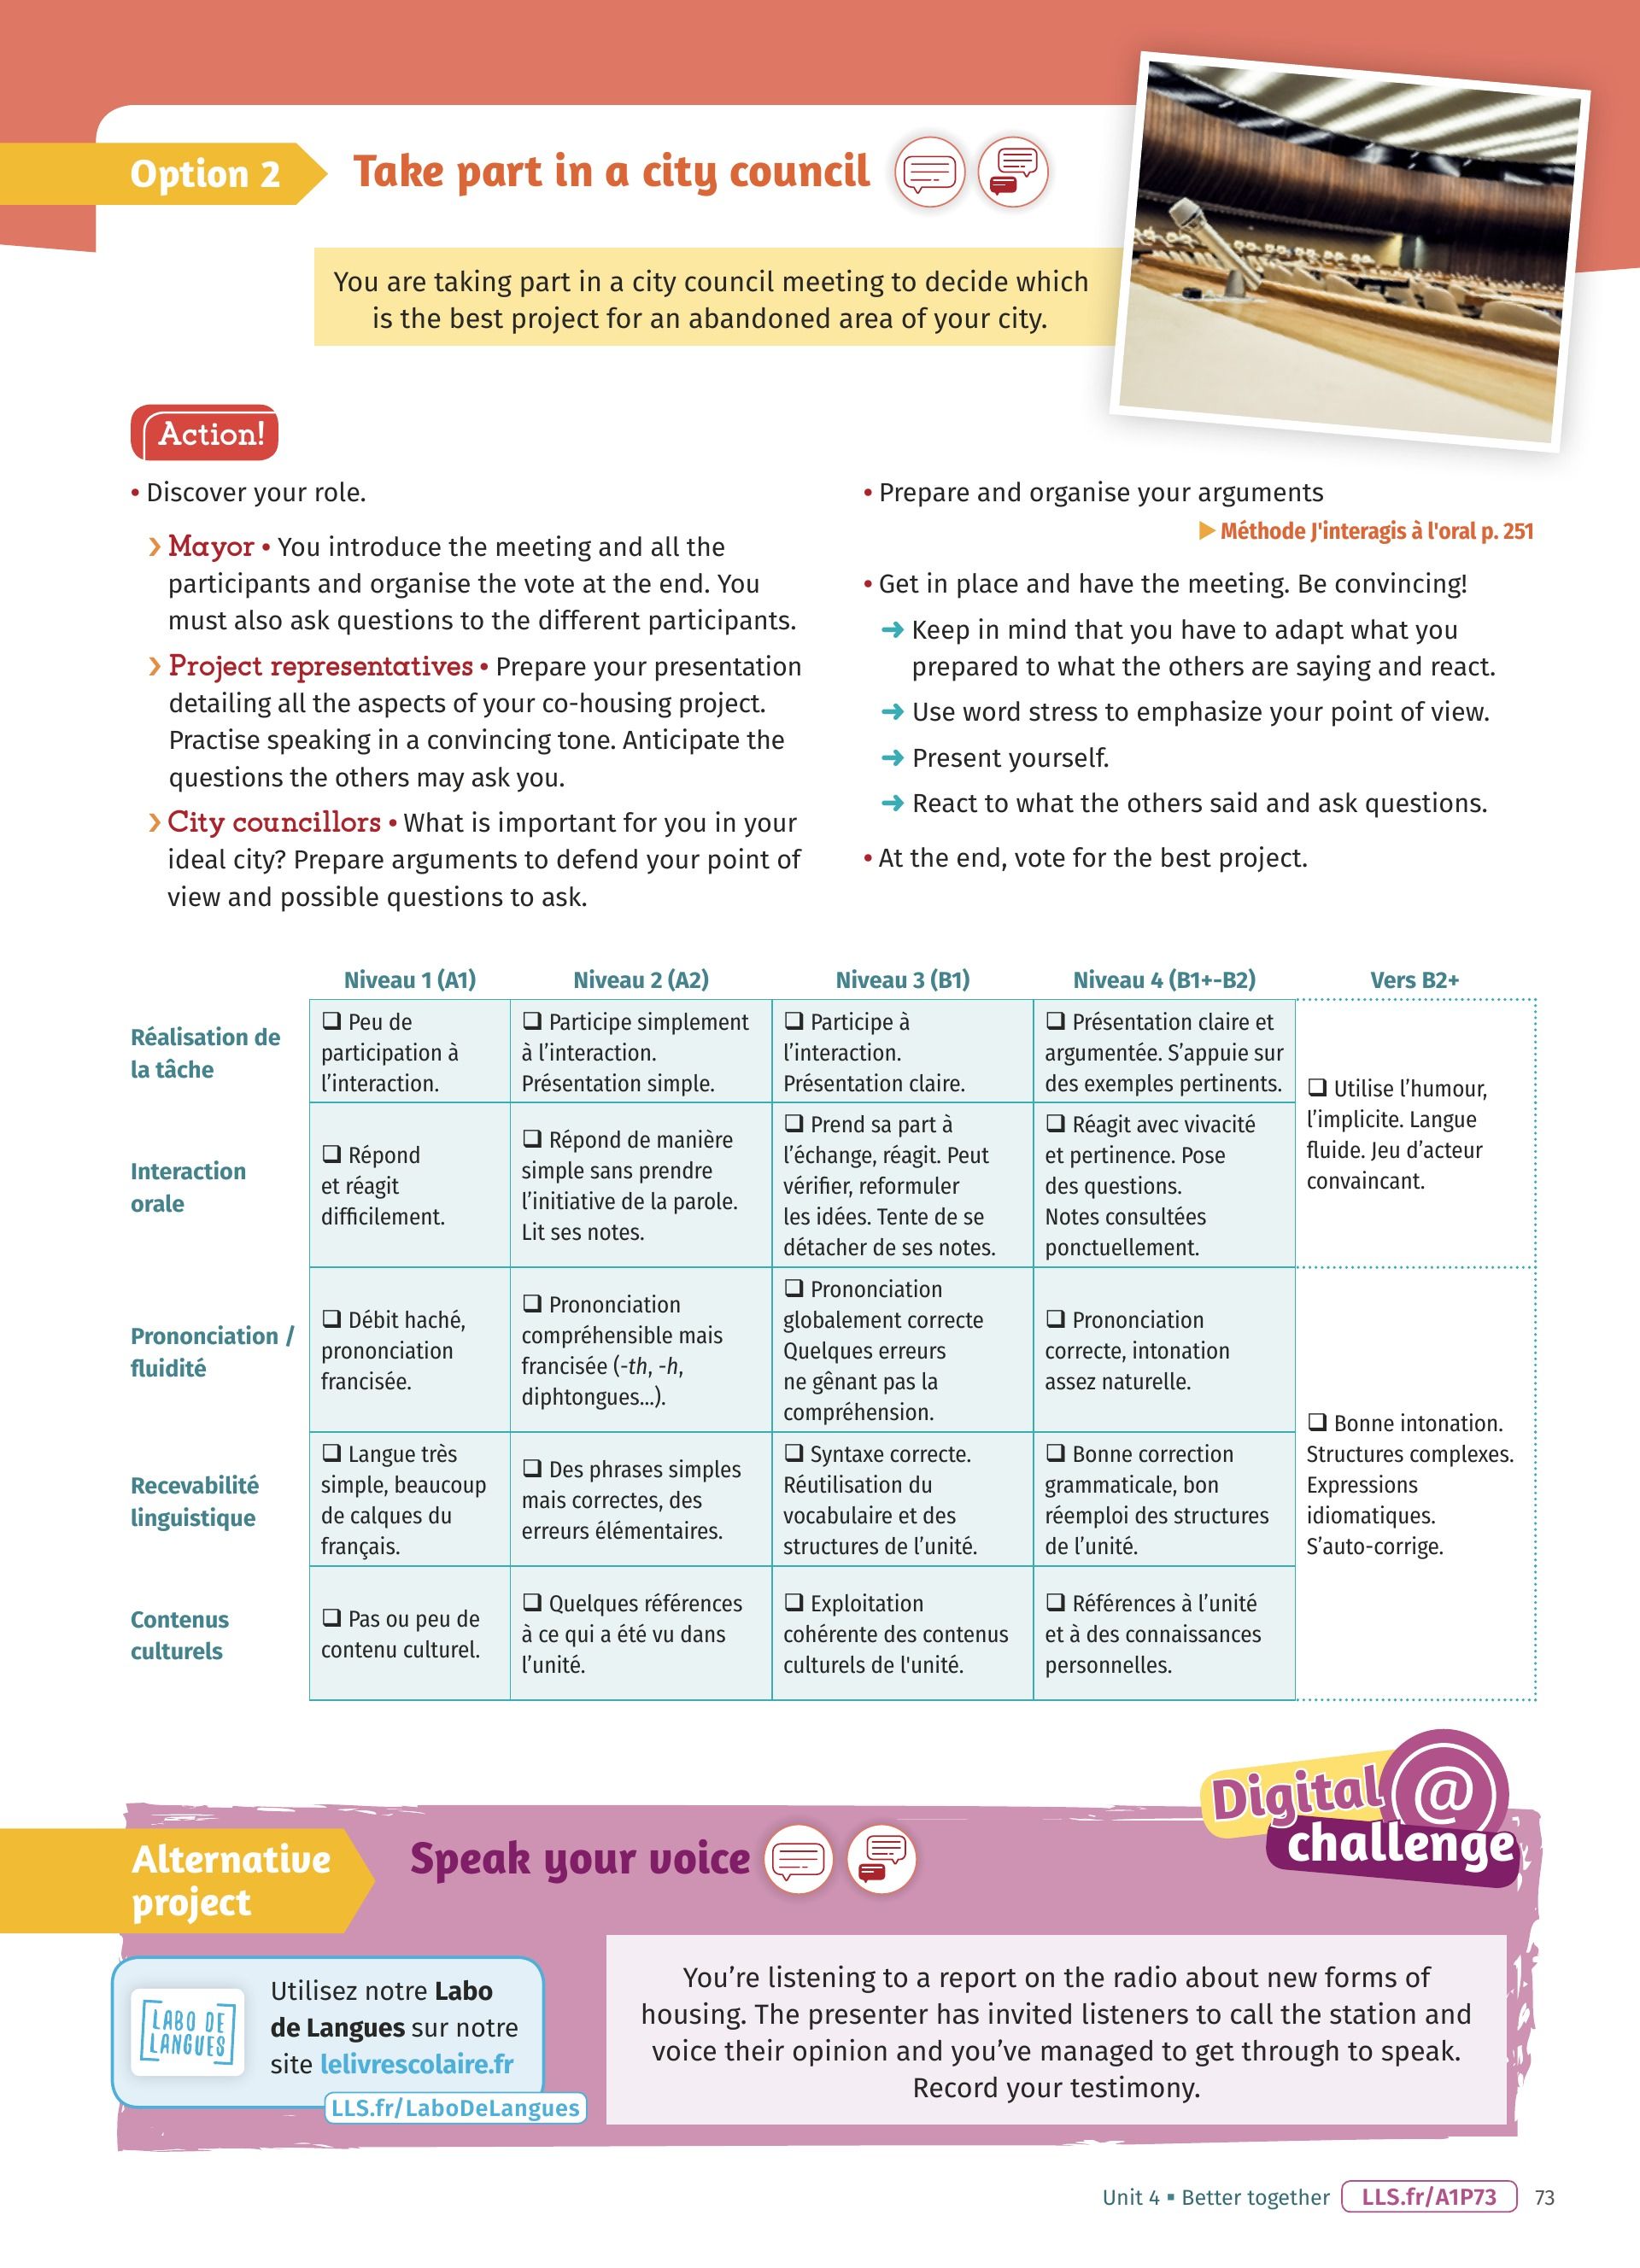 Option 2
Take part in a city council
You are taking part in a city council meeting to decide which
is the best project for an abandoned area of your city.
Action!
• Discover your role.
› Mayor • You introduce the meeting and all the
participants and organise the vote at the end. You
must also ask questions to the different participants.
› Project representatives • Prepare your presentation
detailing all the aspects of your co-housing project.
Practise speaking in a convincing tone. Anticipate the
questions the others may ask you.
› City councillors • What is important for you in your
ideal city? Prepare arguments to defend your point of
view and possible questions to ask.
• Prepare and organise your arguments
▶ Méthode J'interagis à l'oral p. 251
• Get in place and have the meeting. Be convincing!
➜ Keep in mind that you have to adapt what you
prepared to what the others are saying and react.
➜ Use word stress to emphasize your point of view.
➜ Present yourself.
➜ React to what the others said and ask questions.
• At the end, vote for the best project.
Niveau 1 (A1)
Niveau 2 (A2)
Niveau 3 (B1)
Niveau 4 (B1+-B2)
Vers B2+
Réalisation de
la tâche
❏ Peu de
participation à
l’interaction.
❏ Participe simplement
à l’interaction.
Présentation simple.
❏ Participe à
l’interaction.
Présentation claire.
❏ Présentation claire et
argumentée. S’appuie sur
des exemples pertinents.
❏ Utilise l’humour,
l’implicite. Langue
fluide. Jeu d’acteur
convaincant.
Interaction
orale
❏ Répond
et réagit
difficilement.
❏ Répond de manière
simple sans prendre
l’initiative de la parole.
Lit ses notes.
❏ Prend sa part à
l’échange, réagit. Peut
vérifier, reformuler
les idées. Tente de se
détacher de ses notes.
❏ Réagit avec vivacité
et pertinence. Pose
des questions.
Notes consultées
ponctuellement.
Prononciation /
fluidité
❏ Débit haché,
prononciation
francisée.
❏ Prononciation
compréhensible mais
francisée (-th, -h,
diphtongues...).
❏ Prononciation
globalement correcte
Quelques erreurs
ne gênant pas la
compréhension.
❏ Prononciation
correcte, intonation
assez naturelle.
❏ Bonne intonation.
Structures complexes.
Expressions
idiomatiques.
S’auto-corrige.
Recevabilité
linguistique
❏ Langue très
simple, beaucoup
de calques du
français.
❏ Des phrases simples
mais correctes, des
erreurs élémentaires.
❏ Syntaxe correcte.
Réutilisation du
vocabulaire et des
structures de l’unité.
❏ Bonne correction
grammaticale, bon
réemploi des structures
de l’unité.
Contenus
culturels
❏ Pas ou peu de
contenu culturel.
❏ Quelques références
à ce qui a été vu dans
l’unité.
❏ Exploitation
cohérente des contenus
culturels de l'unité.
❏ Références à l’unité
et à des connaissances
personnelles.
Digital @
challenge
Alternative
project
Speak your voice
LABO DE
LANGUES
Utilisez notre Labo
de Langues sur notre
site lelivrescolaire.fr
LLS.fr/LaboDeLangues
You’re listening to a report on the radio about new forms of
housing. The presenter has invited listeners to call the station and
voice their opinion and you’ve managed to get through to speak.
Record your testimony.
Unit 4 ▪ Better together LLS.fr/A1P73 73